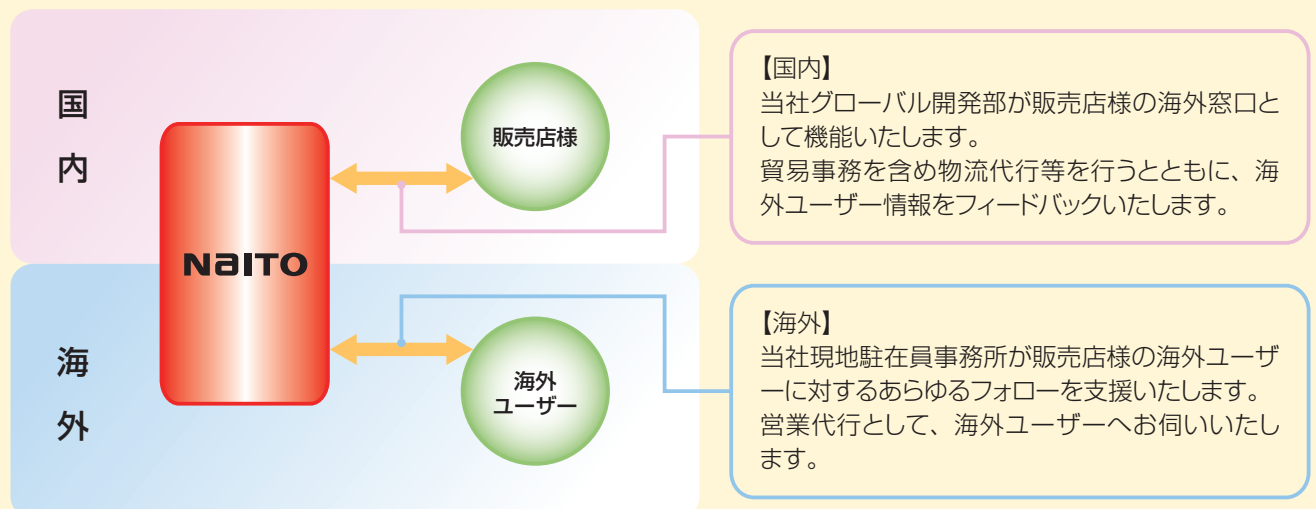 国内
販売店様
NaITO
海外
海外
ユーザー
【国内】
当社グローバル開発部が販売店様の海外窓口と
して機能いたします。
貿易事務を含め物流代行等を行うとともに、海
外ユーザー情報をフィードバックいたします。
【海外】
当社現地駐在員事務所が販売店様の海外ユーザ
ーに対するあらゆるフォローを支援いたします。
営業代行として、海外ユーザーへお伺いいたし
ます。